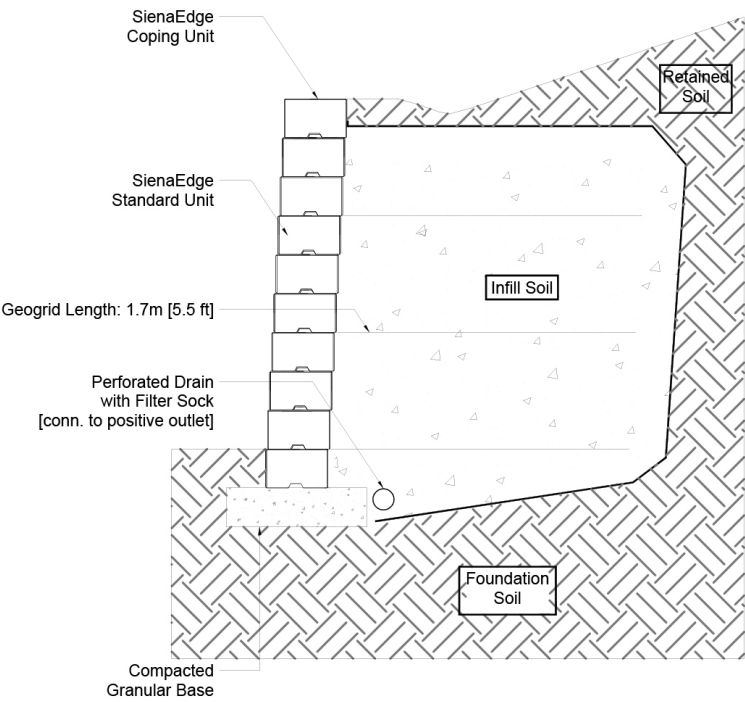 SienaEdge
Coping Unit
Retained
Soil
SienaEdge
Standard Unit
Infill Soil
Geogrid Length: 1.7m [5.5 ft]
Perforated Drain
with Filter Sock
[conn. to positive outlet]
Foundation
Soil
Compacted
Granular Base